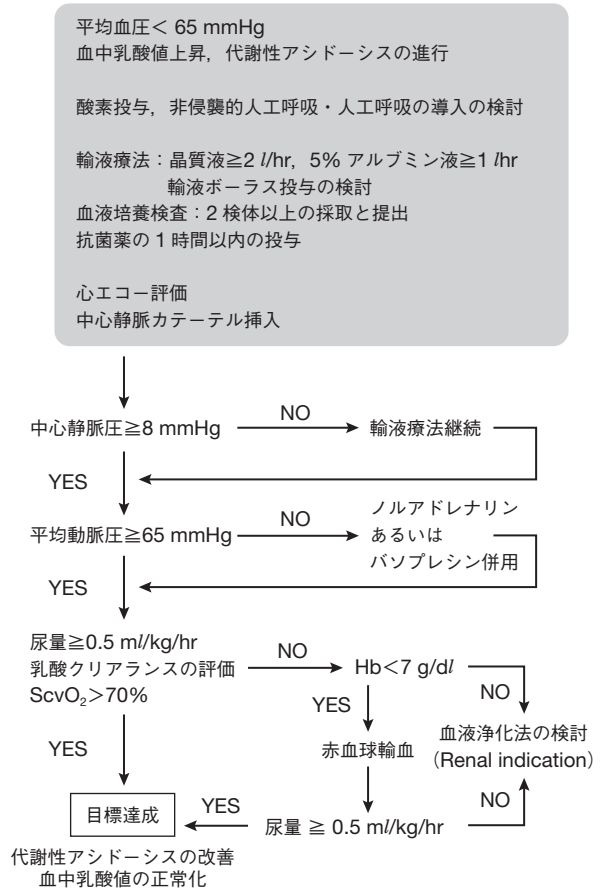 平均血圧< 65 mmHg
血中乳酸値上昇，代謝性アシドーシスの進行
酸素投与，非侵襲的人工呼吸・人工呼吸の導入の検討
輸液療法：晶質液≧2 l/hr，5% アルブミン液≧1 lhr
輸液ボーラス投与の検討
血液培養検査：2 検体以上の採取と提出
抗菌薬の 1 時間以内の投与
心エコー評価
中心静脈カテーテル挿入
中心静脈圧≧8 mmHg
NO
輸液療法継続
YES
平均動脈圧≧65 mmHg
NO
ノルアドレナリン
あるいは
バソプレシン併用
YES
尿量≧0.5 ml/kg/hr
乳酸クリアランスの評価
ScvO₂>70%
NO
Hb<7 g/dl
NO
YES
YES
赤血球輸血
血液浄化法の検討
（Renal indication）
目標達成
YES
尿量 ≧ 0.5 ml/kg/hr
NO
代謝性アシドーシスの改善
血中乳酸値の正常化